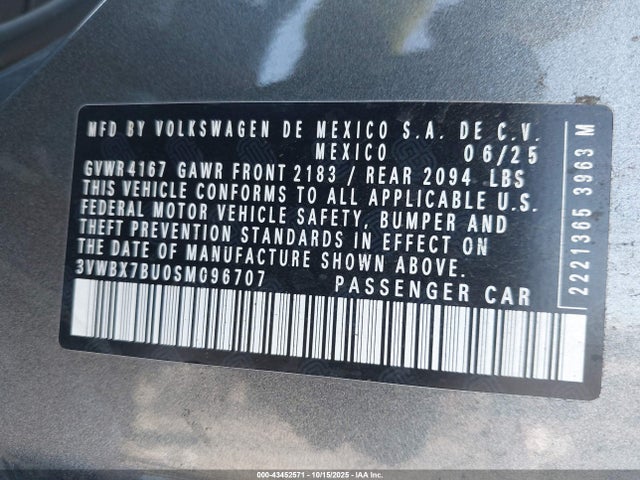 MFD BY VOLKSWAGEN DE MEXICO S.A. DE C.V.
MEXICO 06/25
GVWR 4167 GAWR FRONT 2183 / REAR 2094 LBS
THIS VEHICLE CONFORMS TO ALL APPLICABLE U.S.
FEDERAL MOTOR VEHICLE SAFETY, BUMPER AND
THEFT PREVENTION STANDARDS IN EFFECT ON
THE DATE OF MANUFACTURE SHOWN ABOVE.
3VWBX7BU0SM096707 PASSENGER CAR
2221365 3963 M
000-43452571 - 10/15/2025 - IAA Inc.